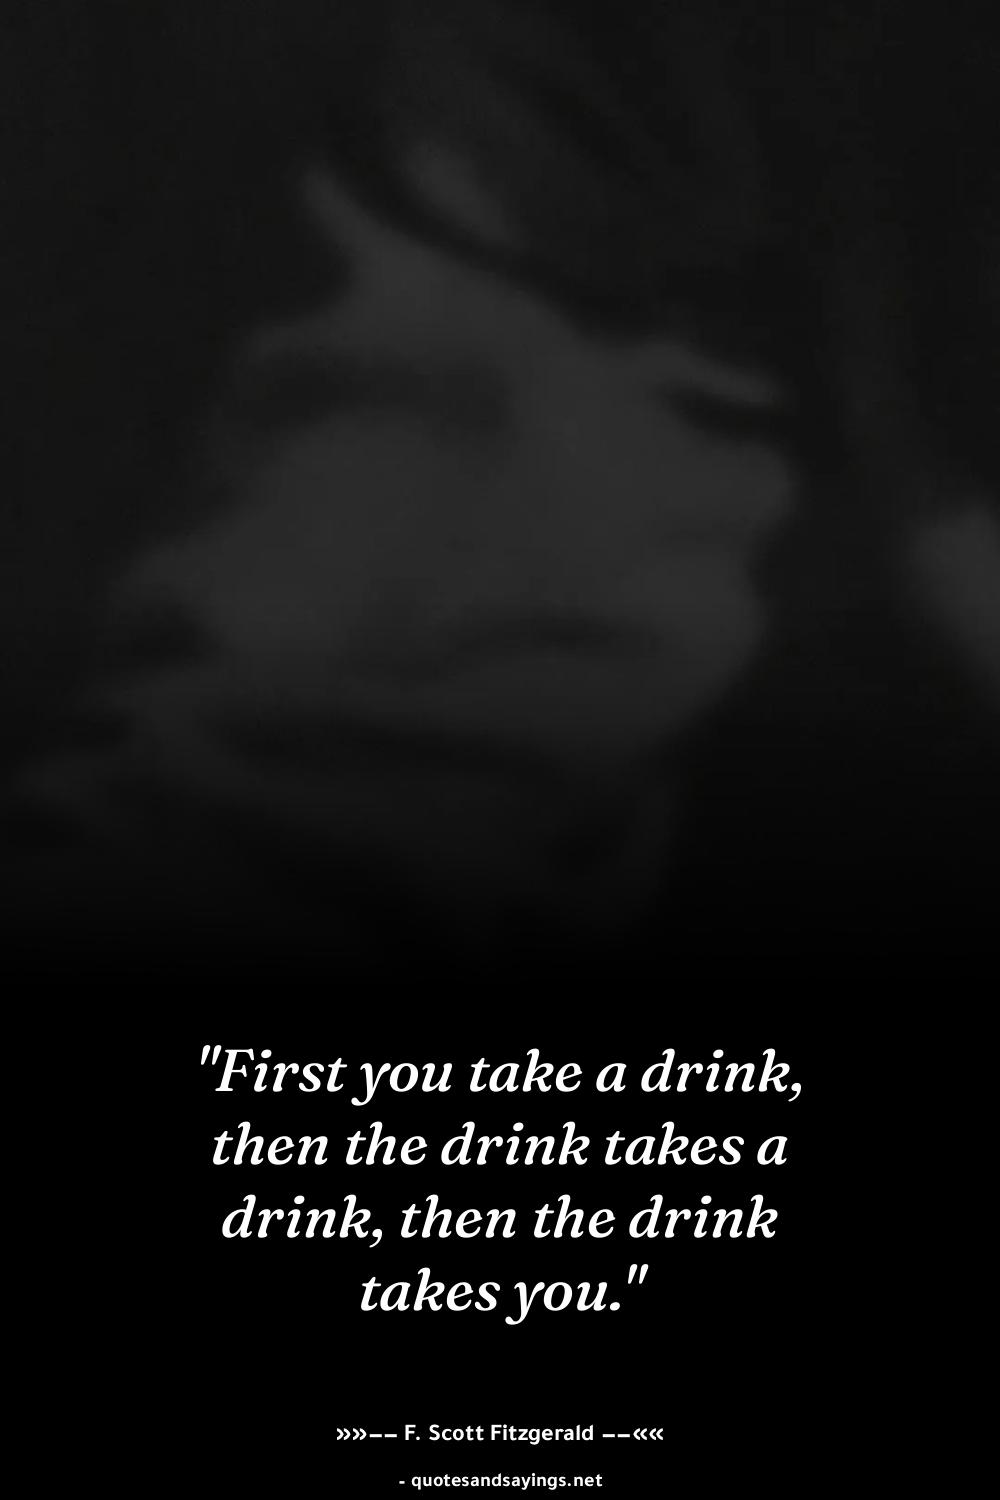 "First you take a drink,
then the drink takes a
drink, then the drink
takes you."
»»−− F. Scott Fitzgerald −−««
- quotesandsayings.net